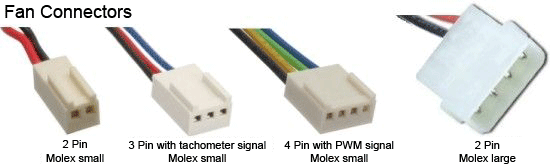 Fan Connectors
2 Pin
Molex small
3 Pin with tachometer signal
Molex small
4 Pin with PWM signal
Molex small
2 Pin
Molex large